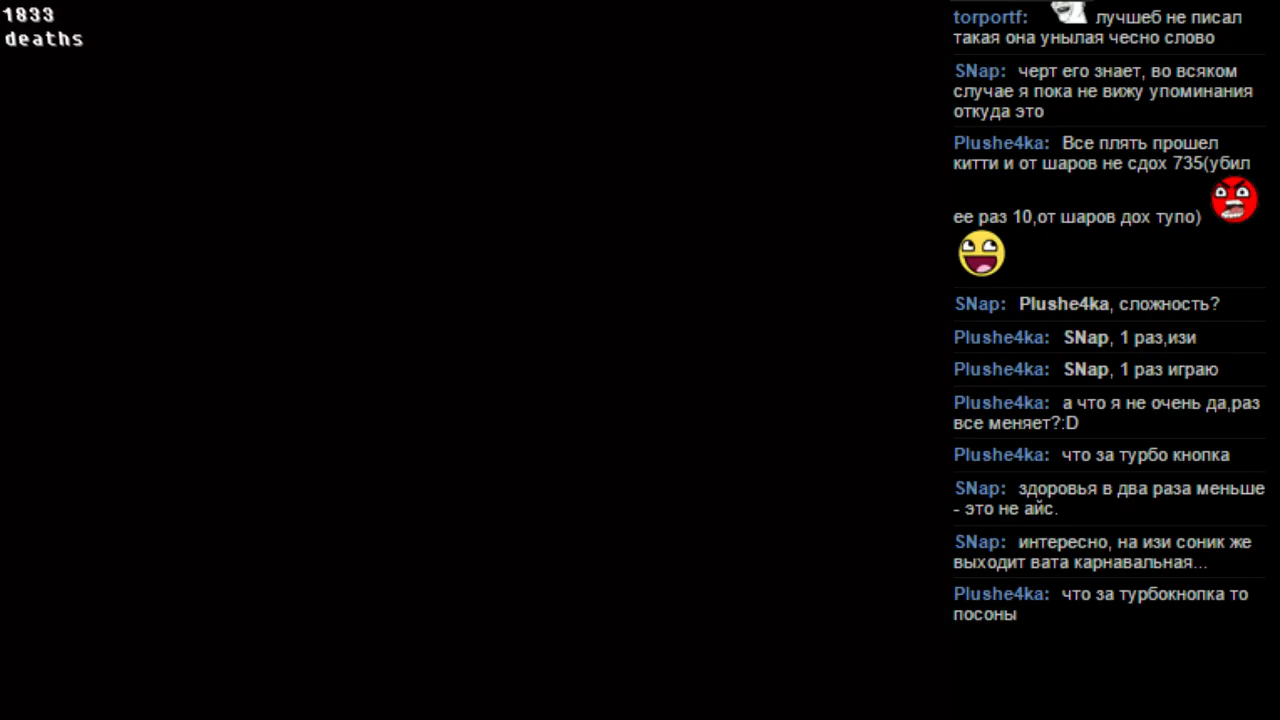 1833
deaths
torportf: лучшеб не писал
такая она унылая чесно слово
SNap: черт его знает, во всяком
случае я пока не вижу упоминания
откуда это
Plushe4ka: Все плять прошел
китти и от шаров не сдох 735(убил
ее раз 10,от шаров дох тупо)
SNap: Plushe4ka, сложность?
Plushe4ka: SNap, 1 раз,изи
Plushe4ka: SNap, 1 раз играю
Plushe4ka: а что я не очень да,раз
все меняет?:D
Plushe4ka: что за турбо кнопка
SNap: здоровья в два раза меньше
- это не айс.
SNap: интересно, на изи соник же
выходит вата карнавальная...
Plushe4ka: что за турбокнопка то
посоны